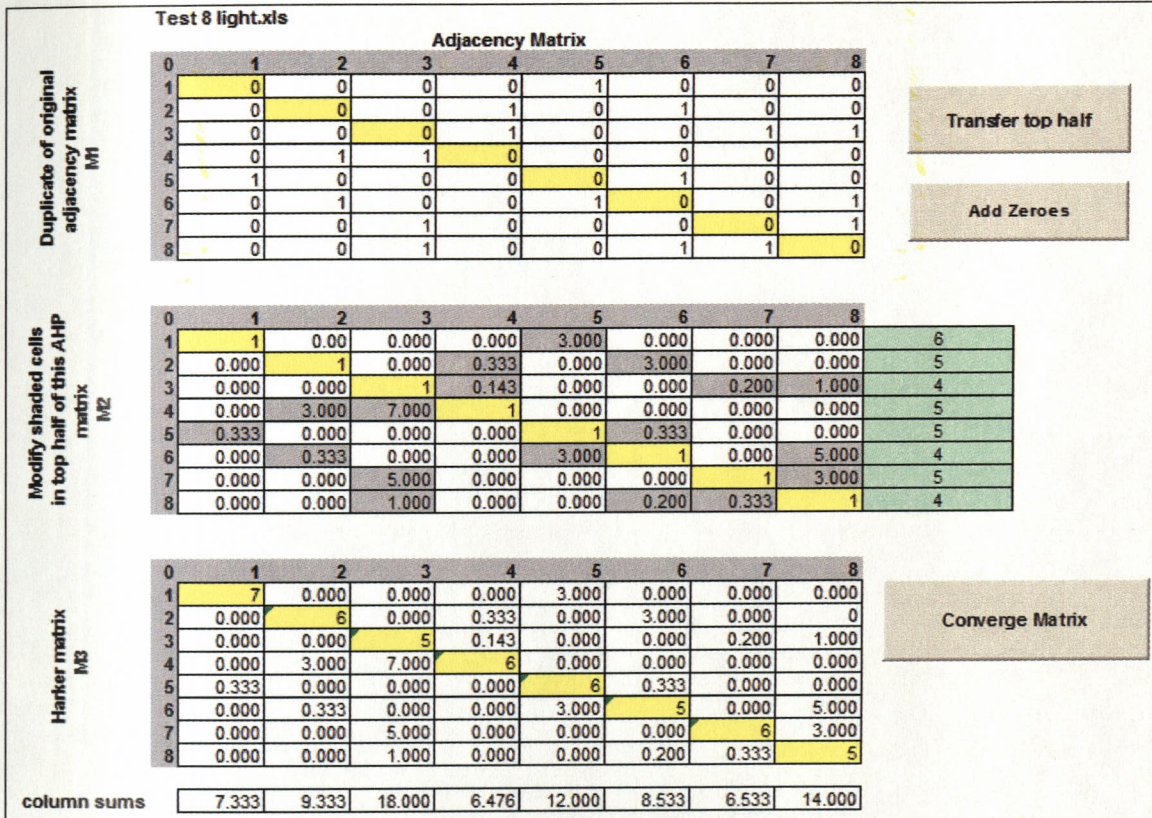 Test 8 light.xls
Adjacency Matrix
Duplicate of original
adjacency matrix
M1
0 1 2 3 4 5 6 7 8
1 0 0 0 0 1 0 0 0
2 0 0 0 1 0 1 0 0
3 0 0 0 1 0 0 1 1
4 0 1 1 0 0 0 0 0
5 1 0 0 0 0 1 0 0
6 0 1 0 0 1 0 0 1
7 0 0 1 0 0 0 0 1
8 0 0 1 0 0 1 1 0
Transfer top half
Add Zeroes
Modify shaded cells
in top half of this AHP
matrix
M2
0 1 2 3 4 5 6 7 8
1 1 0.00 0.000 0.000 3.000 0.000 0.000 0.000 6
2 0.000 1 0.000 0.333 0.000 3.000 0.000 0.000 5
3 0.000 0.000 1 0.143 0.000 0.000 0.200 1.000 4
4 0.000 3.000 7.000 1 0.000 0.000 0.000 0.000 5
5 0.333 0.000 0.000 0.000 1 0.333 0.000 0.000 5
6 0.000 0.333 0.000 0.000 3.000 1 0.000 5.000 4
7 0.000 0.000 5.000 0.000 0.000 0.000 1 3.000 5
8 0.000 0.000 1.000 0.000 0.000 0.200 0.333 1 4
Harker matrix
M3
0 1 2 3 4 5 6 7 8
1 7 0.000 0.000 0.000 3.000 0.000 0.000 0.000
2 0.000 6 0.000 0.333 0.000 3.000 0.000 0
3 0.000 0.000 5 0.143 0.000 0.000 0.200 1.000
4 0.000 3.000 7.000 6 0.000 0.000 0.000 0.000
5 0.333 0.000 0.000 0.000 6 0.333 0.000 0.000
6 0.000 0.333 0.000 0.000 3.000 5 0.000 5.000
7 0.000 0.000 5.000 0.000 0.000 0.000 6 3.000
8 0.000 0.000 1.000 0.000 0.000 0.200 0.333 5
Converge Matrix
column sums 7.333 9.333 18.000 6.476 12.000 8.533 6.533 14.000